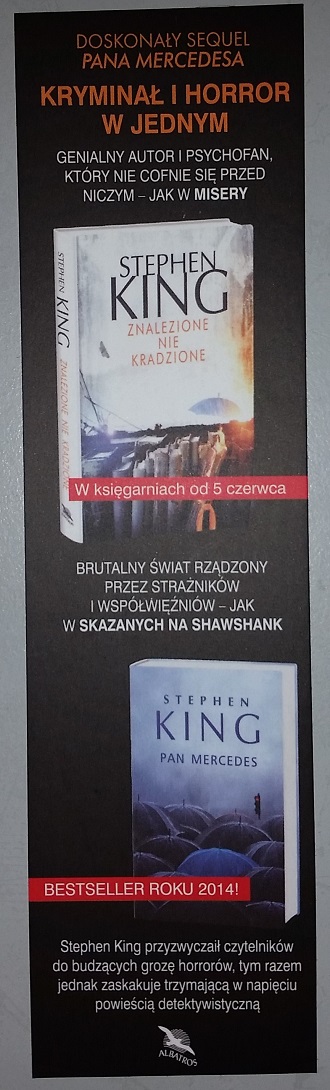 DOSKONAŁY SEQUEL
PANA MERCEDESA
KRYMINAŁ I HORROR
W JEDNYM
GENIALNY AUTOR I PSYCHOFAN,
KTÓRY NIE COFNIE SIĘ PRZED
NICZYM – JAK W MISERY
STEPHEN KING ZNALEZIONE NIE KRADZIONE
STEPHEN
KING
ZNALEZIONE
NIE
KRADZIONE
W księgarniach od 5 czerwca
BRUTALNY ŚWIAT RZĄDZONY
PRZEZ STRAŻNIKÓW
I WSPÓŁWIĘŹNIÓW – JAK
W SKAZANYCH NA SHAWSHANK
STEPHEN
KING
PAN MERCEDES
BESTSELLER ROKU 2014!
Stephen King przyzwyczaił czytelników
do budzących grozę horrorów, tym razem
jednak zaskakuje trzymającą w napięciu
powieścią detektywistyczną
ALBATROS